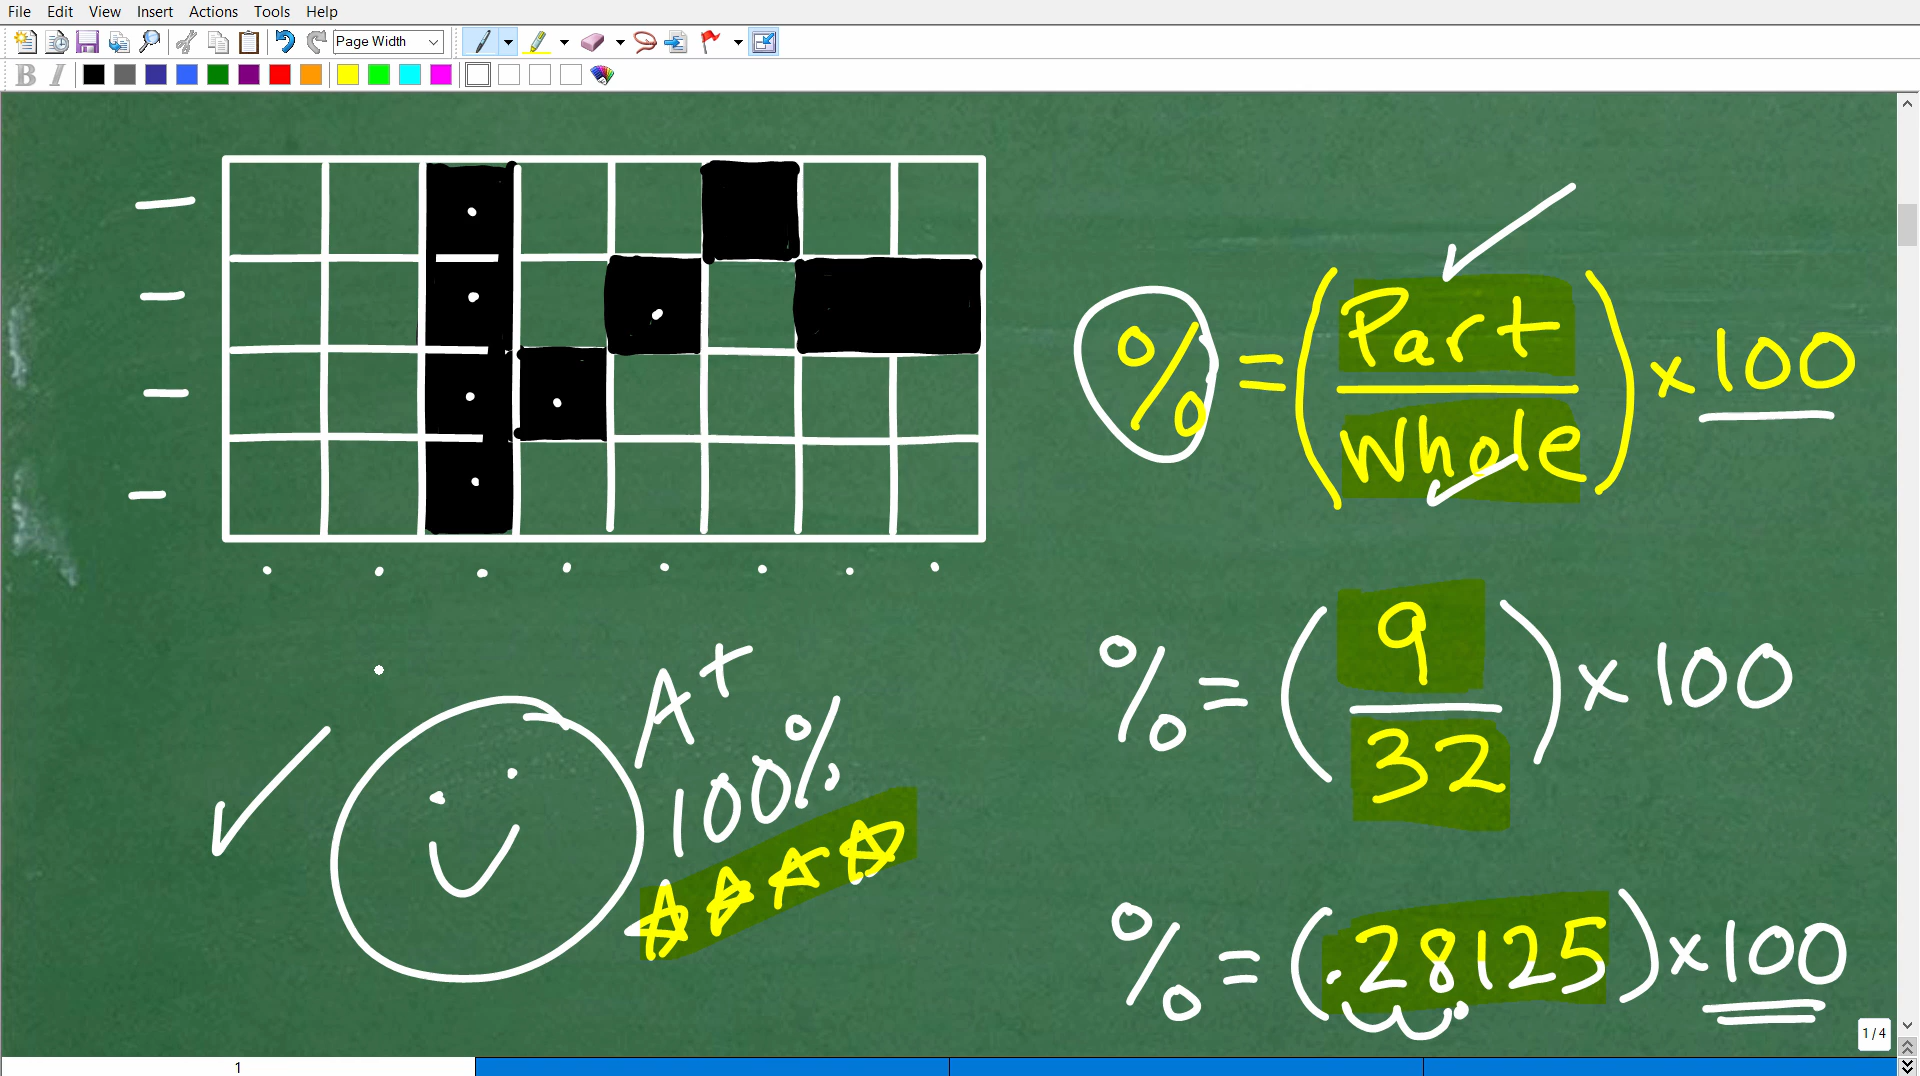 File Edit View Insert Actions Tools Help
Page Width
B I
% = (Part / Whole) × 100
% = (9 / 32) × 100
A+
100%
% = (.28125) × 100
1 / 4
1